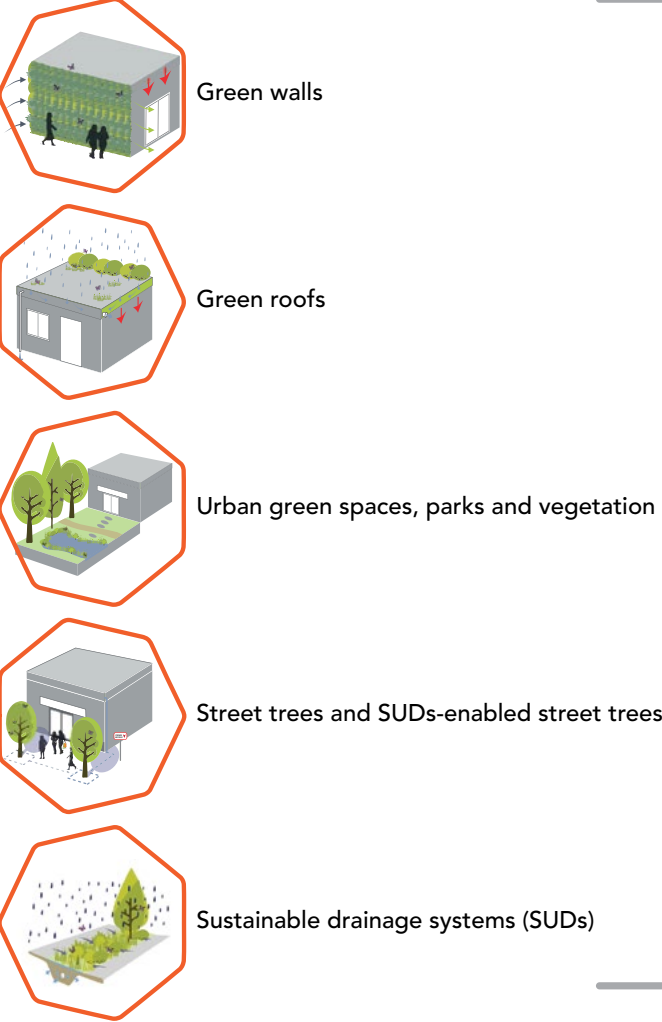 Green walls
Green roofs
Urban green spaces, parks and vegetation
Street trees and SUDs-enabled street trees
Sustainable drainage systems (SUDs)